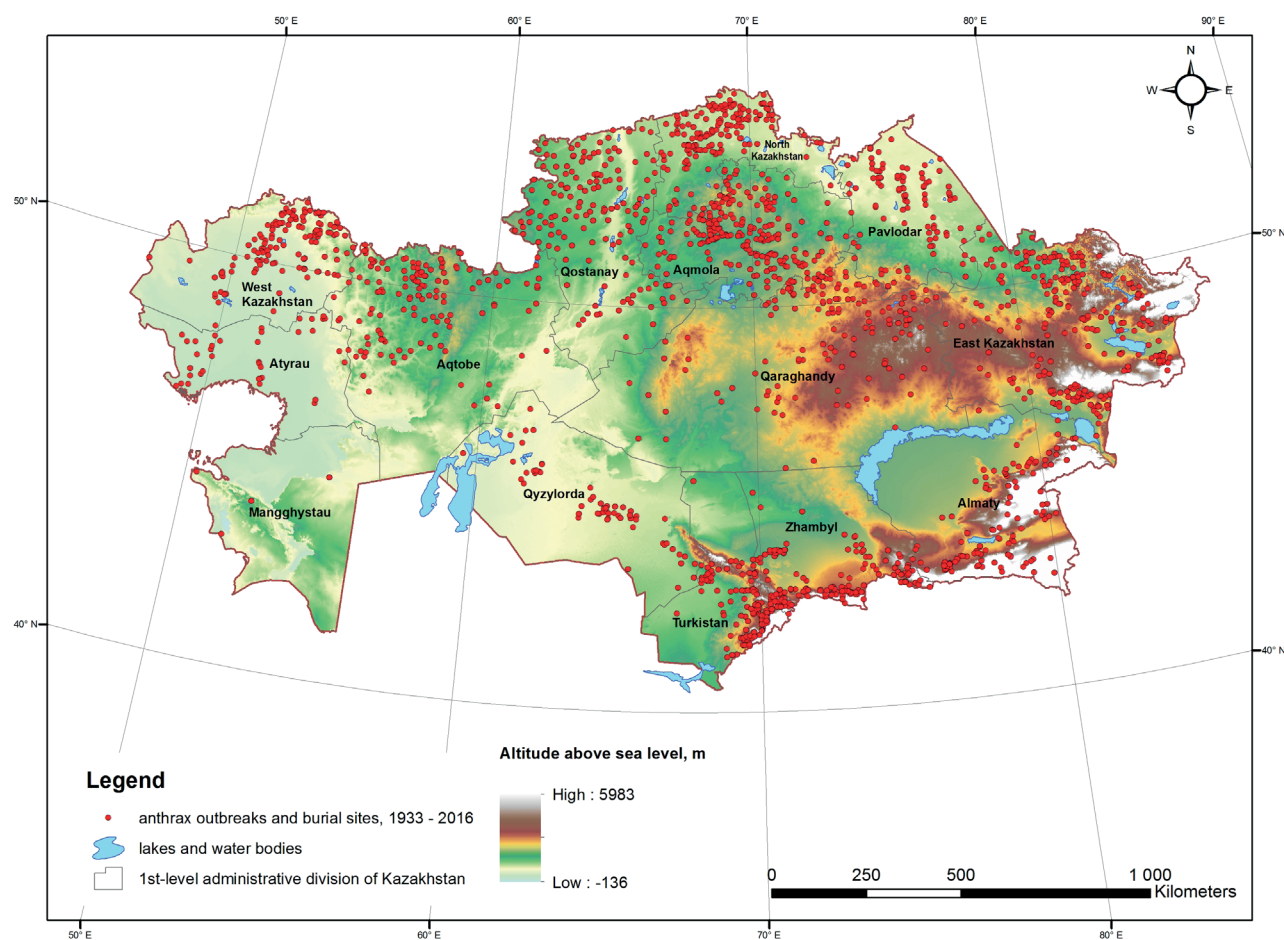 50° E
60° E
70° E
80° E
90° E
N
W
E
S
North
Kazakhstan
50° N
50° N
Pavlodar
Qostanay
Aqmola
West
Kazakhstan
East Kazakhstan
Atyrau
Aqtobe
Qaraghandy
Qyzylorda
Almaty
Mangghystau
Zhambyl
40° N
Turkistan
40° N
Altitude above sea level, m
Legend
High : 5983
anthrax outbreaks and burial sites, 1933 - 2016
lakes and water bodies
1st-level administrative division of Kazakhstan
Low : -136
0
250
500
1 000
Kilometers
50° E
60° E
70° E
80° E